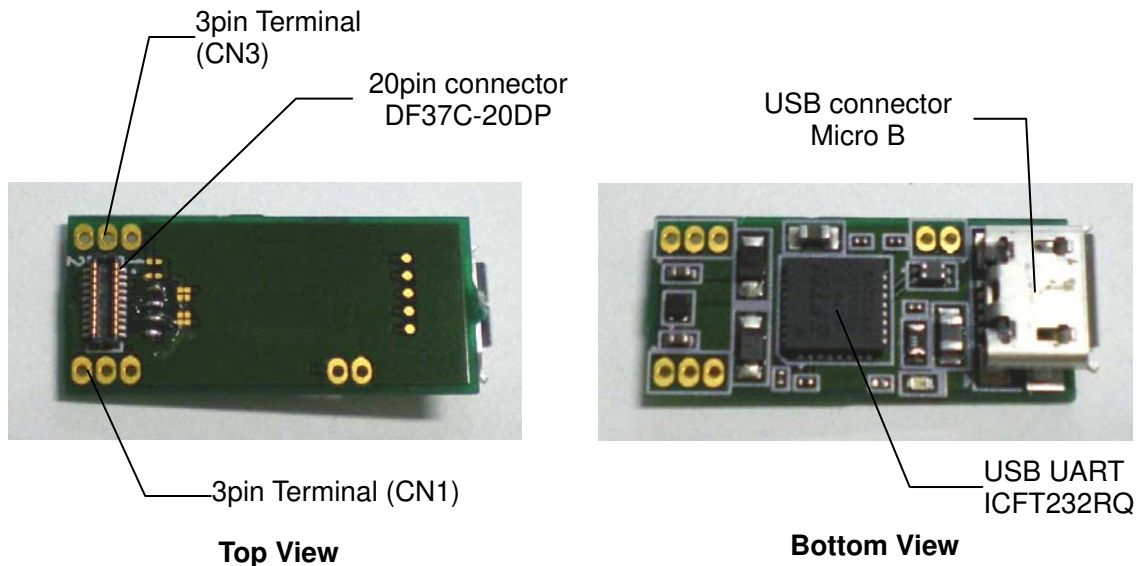 3pin Terminal
(CN3)
20pin connector
DF37C-20DP
3pin Terminal (CN1)
Top View
USB connector
Micro B
USB UART
ICFT232RQ
Bottom View
2